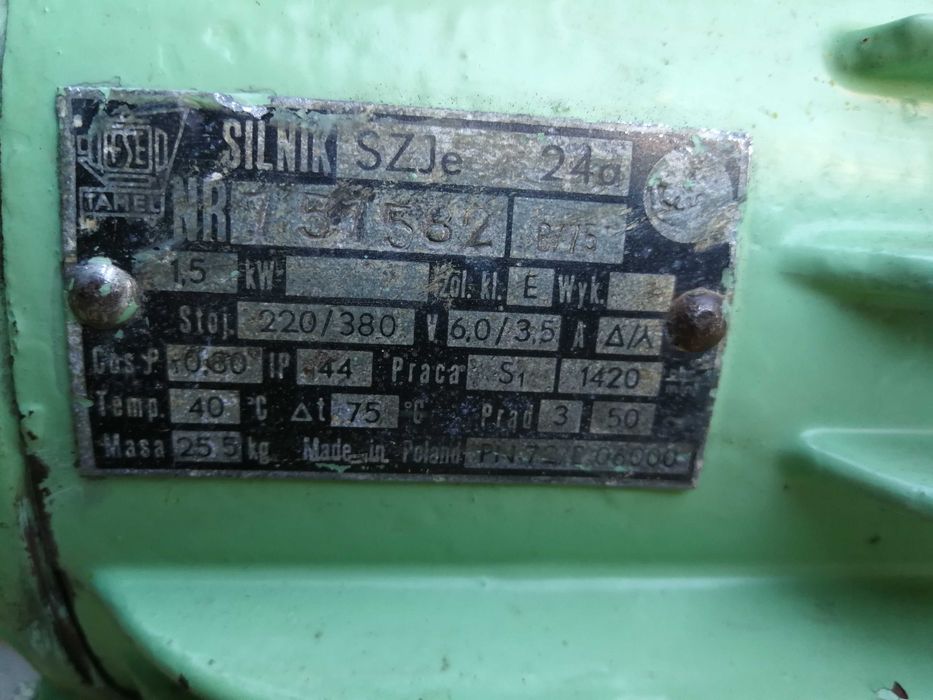 TAMEL
SILNIK SZJe 24a
NR 751582
1,5 kW Izol. kl. E Wyk.
Stoj. 220/380 V 6,0/3,5 A Δ/⅄
Cos φ 0,80 IP 44 Praca S1 1420
Temp. 40 °C Δt 75 °C Prąd 3 50
Masa 25,5 kg Made in Poland 06000